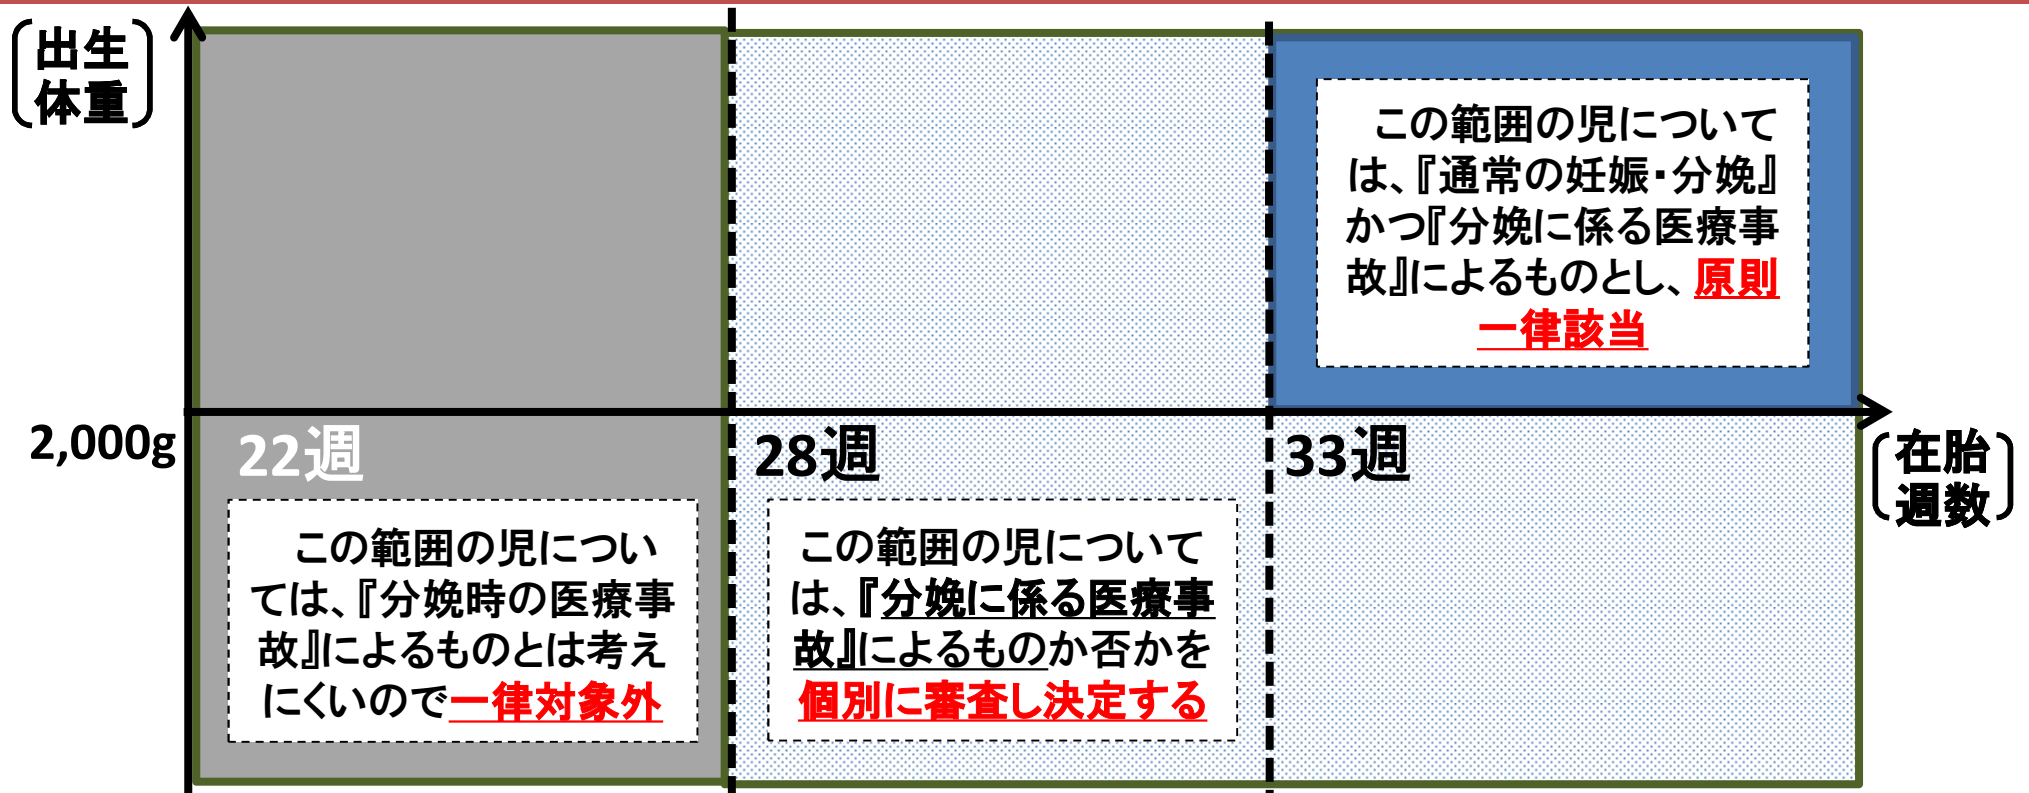 出生
体重
この範囲の児について
は、『通常の妊娠・分娩』
かつ『分娩に係る医療事
故』によるものとし、原則
一律該当
2,000g
22週
28週
33週
在胎
週数
この範囲の児につい
ては、『分娩時の医療事
故』によるものとは考え
にくいので一律対象外
この範囲の児について
は、『分娩に係る医療事
故』によるものか否かを
個別に審査し決定する